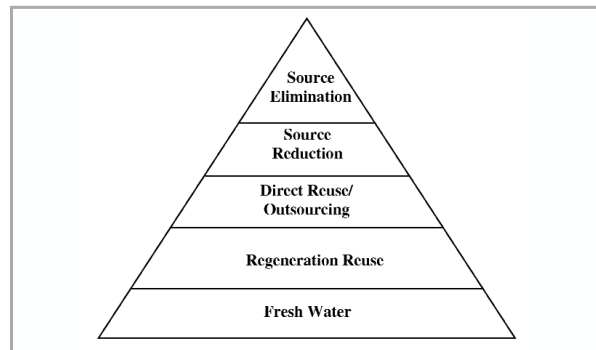 Source
Elimination
Source
Reduction
Direct Reuse/
Outsourcing
Regeneration Reuse
Fresh Water